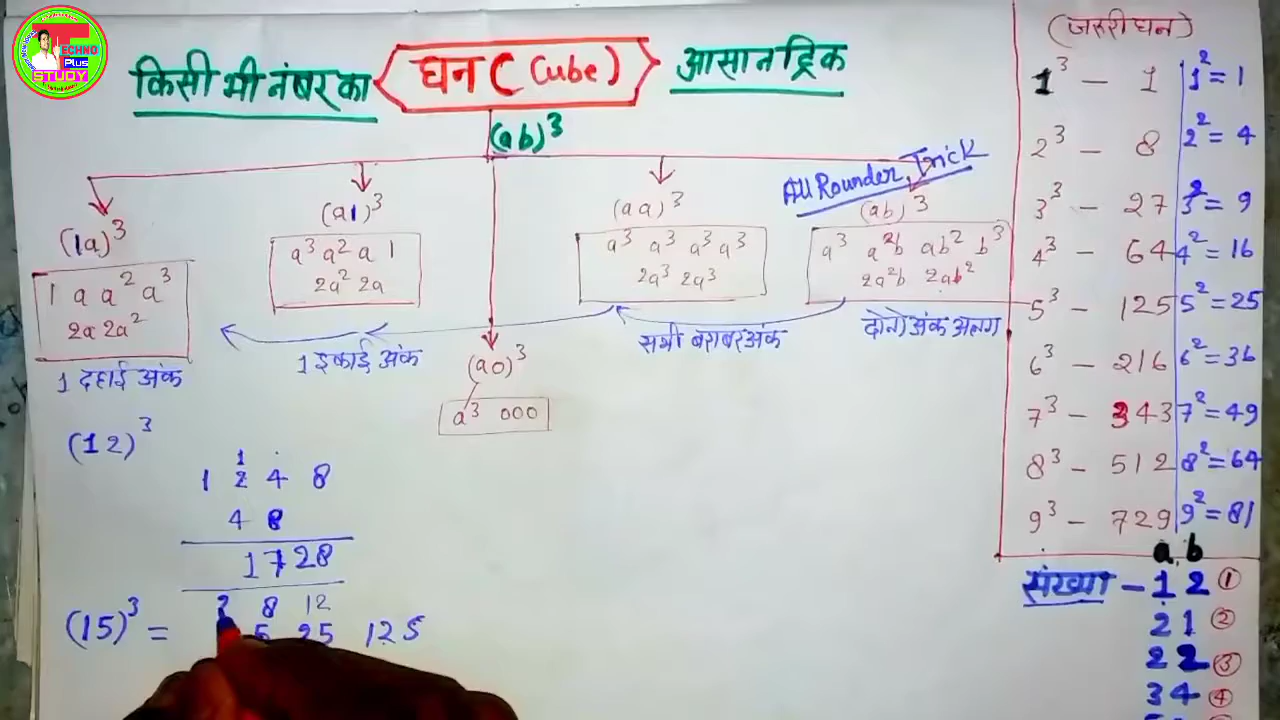 TECHNO
Plus
STUDY
किसी भी नंबर का घन ( Cube ) आसान ट्रिक
(ab)³
All Rounder Trick
(1a)³
1 a a² a³
2a 2a²
1 दहाई अंक
(a1)³
a³ a² a 1
2a² 2a
1 इकाई अंक
(a0)³
a³ 000
(aa)³
a³ a³ a³ a³
2a³ 2a³
सभी बराबर अंक
(ab)³
a³ a²b ab² b³
2a²b 2ab²
दोनो अंक अलग
(जरुरी घन)
1³ - 1 1² = 1
2³ - 8 2² = 4
3³ - 27 3² = 9
4³ - 64 4² = 16
5³ - 125 5² = 25
6³ - 216 6² = 36
7³ - 343 7² = 49
8³ - 512 8² = 64
9³ - 729 9² = 81
a b
संख्या - 1 2 ①
21 ②
22 ③
34 ④
(12)³
1
1 2 4 8
4 8
1728
8 12
(15)³ = 5 25 125